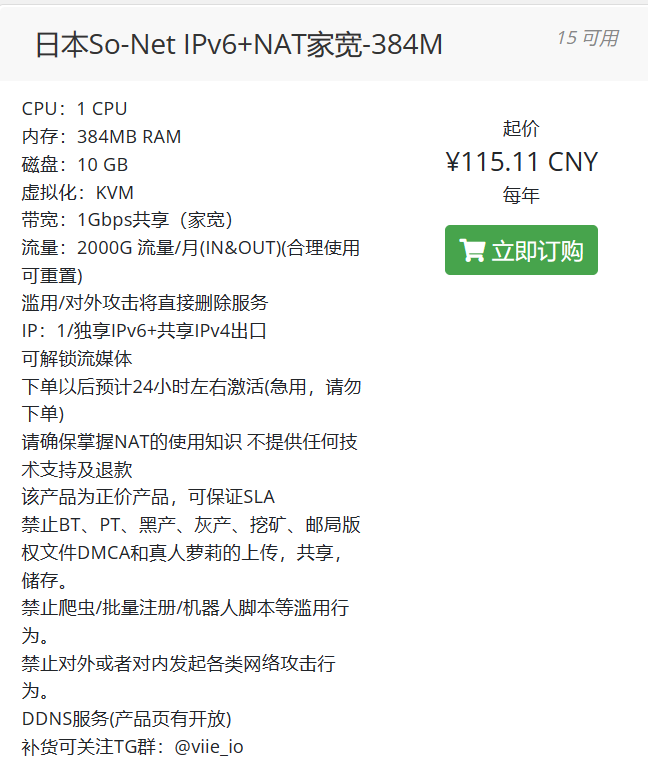 日本So-Net IPv6+NAT家宽-384M
15 可用
CPU：1 CPU
内存：384MB RAM
磁盘：10 GB
虚拟化：KVM
带宽：1Gbps共享（家宽）
流量：2000G 流量/月(IN&OUT)(合理使用
可重置)
滥用/对外攻击将直接删除服务
IP：1/独享IPv6+共享IPv4出口
可解锁流媒体
下单以后预计24小时左右激活(急用，请勿
下单)
请确保掌握NAT的使用知识 不提供任何技
术支持及退款
该产品为正价产品，可保证SLA
禁止BT、PT、黑产、灰产、挖矿、邮局版
权文件DMCA和真人萝莉的上传，共享，
储存。
禁止爬虫/批量注册/机器人脚本等滥用行
为。
禁止对外或者对内发起各类网络攻击行
为。
DDNS服务(产品页有开放)
补货可关注TG群：@viie_io
起价
¥115.11 CNY
每年
立即订购